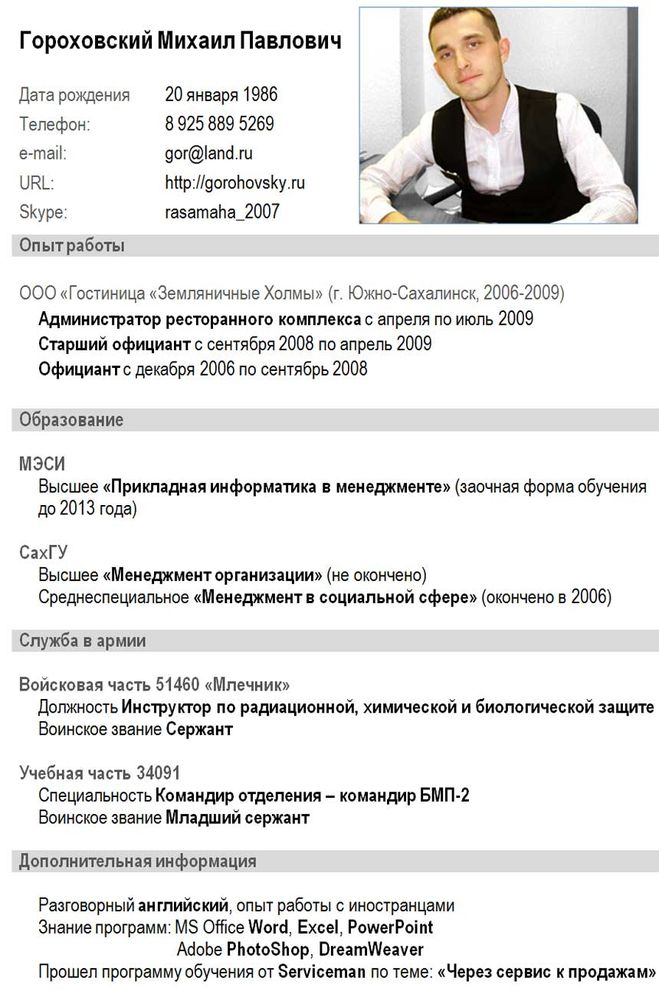 Гороховский Михаил Павлович
Дата рождения 20 января 1986
Телефон: 8 925 889 5269
e-mail: gor@land.ru
URL: http://gorohovsky.ru
Skype: rasamaha_2007
Опыт работы
ООО «Гостиница «Земляничные Холмы» (г. Южно-Сахалинск, 2006-2009)
Администратор ресторанного комплекса с апреля по июль 2009
Старший официант с сентября 2008 по апрель 2009
Официант с декабря 2006 по сентябрь 2008
Образование
МЭСИ
Высшее «Прикладная информатика в менеджменте» (заочная форма обучения
до 2013 года)
СахГУ
Высшее «Менеджмент организации» (не окончено)
Среднеспециальное «Менеджмент в социальной сфере» (окончено в 2006)
Служба в армии
Войсковая часть 51460 «Млечник»
Должность Инструктор по радиационной, химической и биологической защите
Воинское звание Сержант
Учебная часть 34091
Специальность Командир отделения – командир БМП-2
Воинское звание Младший сержант
Дополнительная информация
Разговорный английский, опыт работы с иностранцами
Знание программ: MS Office Word, Excel, PowerPoint
Adobe PhotoShop, DreamWeaver
Прошел программу обучения от Serviceman по теме: «Через сервис к продажам»